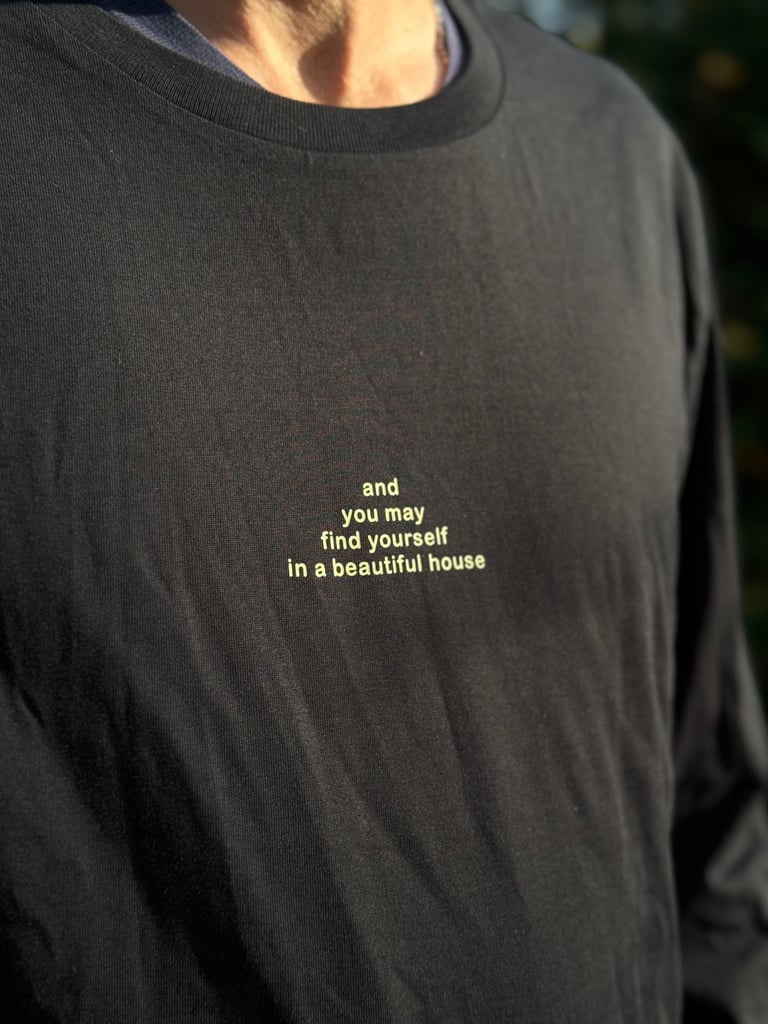 and
you may
find yourself
in a beautiful house